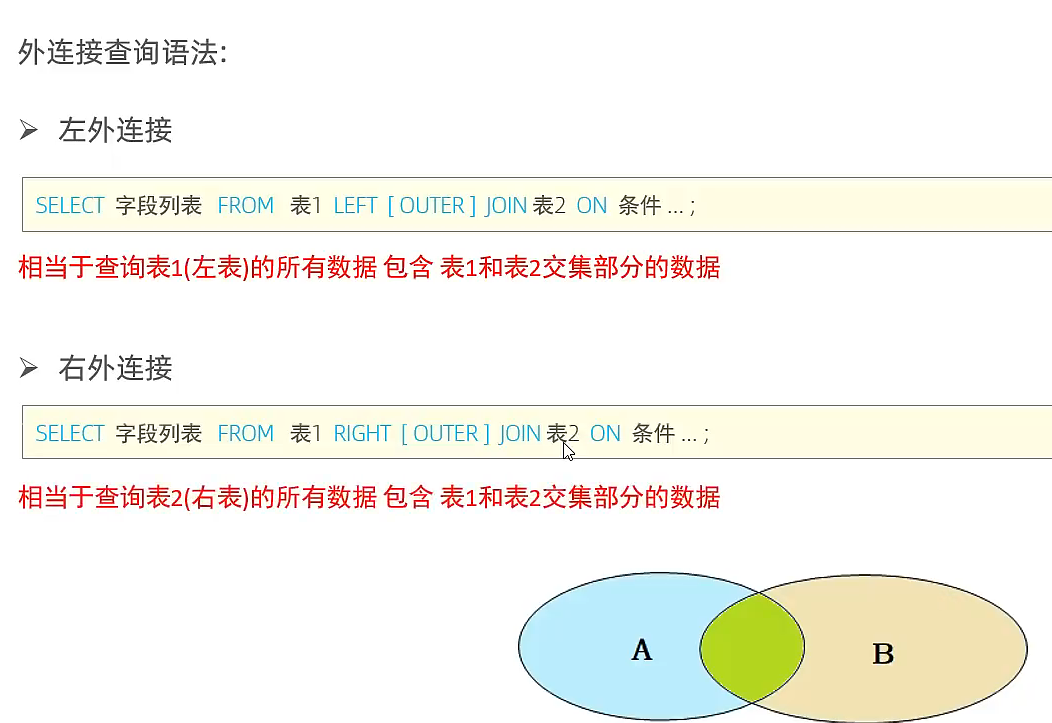 外连接查询语法:
左外连接
SELECT 字段列表 FROM 表1 LEFT [ OUTER ] JOIN 表2 ON 条件 ... ;
相当于查询表1(左表)的所有数据 包含 表1和表2交集部分的数据
右外连接
SELECT 字段列表 FROM 表1 RIGHT [ OUTER ] JOIN 表2 ON 条件 ... ;
相当于查询表2(右表)的所有数据 包含 表1和表2交集部分的数据
A B